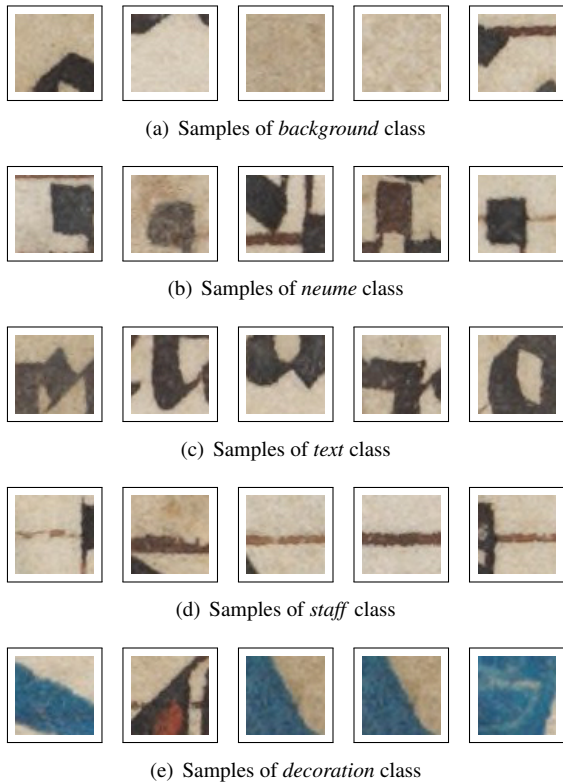 (a) Samples of background class
(b) Samples of neume class
(c) Samples of text class
(d) Samples of staff class
(e) Samples of decoration class